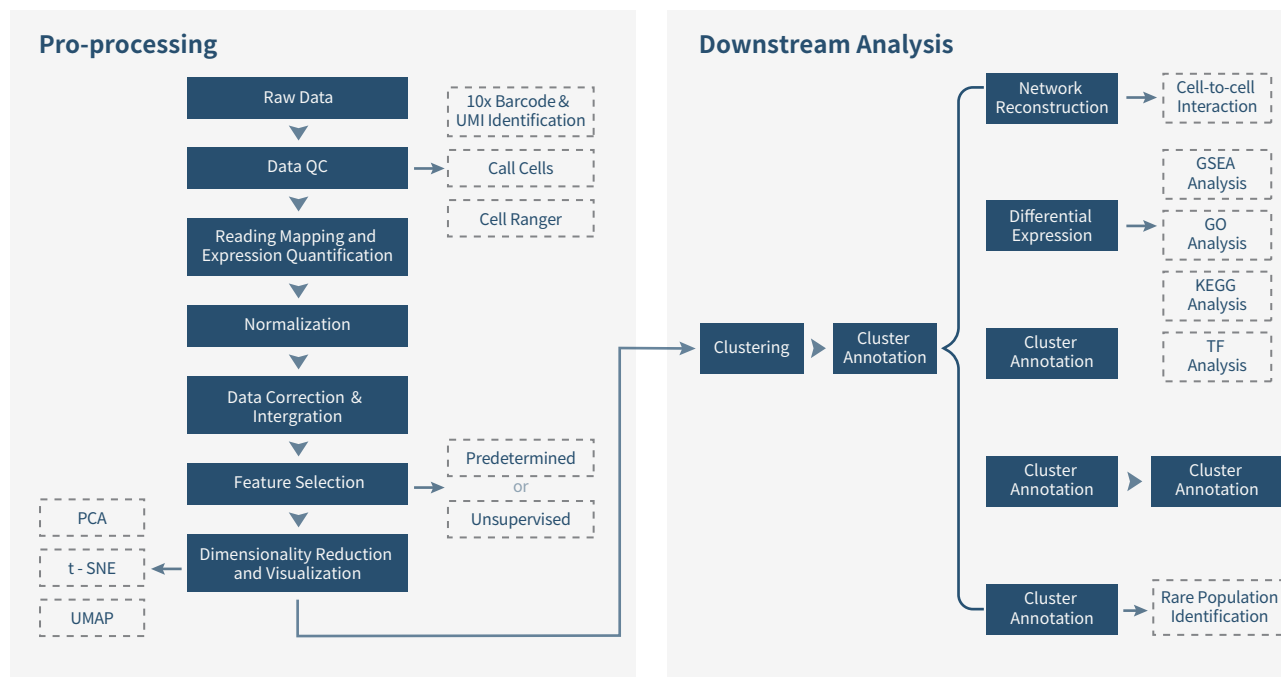 Pro-processing
Raw Data
Data QC
Reading Mapping and
Expression Quantification
Normalization
Data Correction &
Intergration
Feature Selection
Dimensionality Reduction
and Visualization
10x Barcode &
UMI Identification
Call Cells
Cell Ranger
Predetermined
or
Unsupervised
PCA
t - SNE
UMAP
Downstream Analysis
Clustering
Cluster
Annotation
Network
Reconstruction
Cell-to-cell
Interaction
Differential
Expression
GSEA
Analysis
GO
Analysis
KEGG
Analysis
TF
Analysis
Cluster
Annotation
Cluster
Annotation
Cluster
Annotation
Cluster
Annotation
Rare Population
Identification